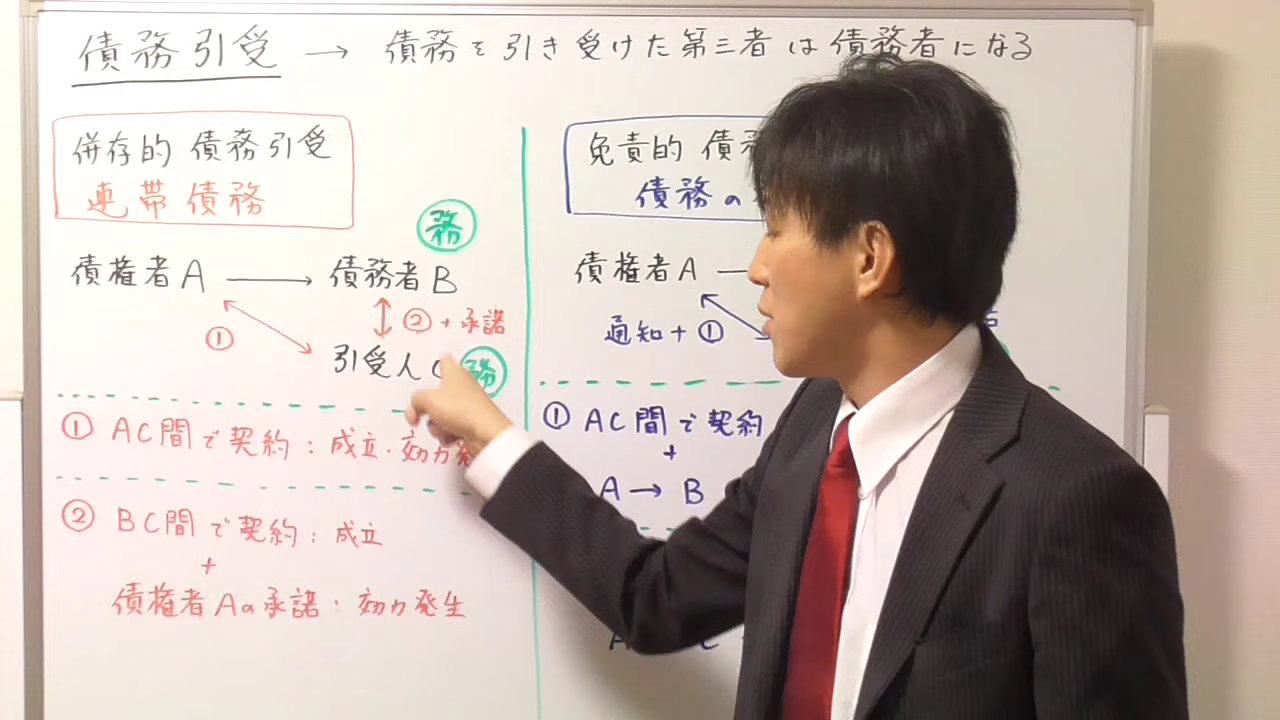 債務引受 → 債務を引き受けた第三者は債務者になる
併存的 債務引受
連帯債務
務
債権者A → 債務者B
① ② + 承諾
引受人C 務
① AC間で契約:成立・効力発
② BC間で契約:成立
+
債権者Aの承諾・効力発生
免責的 債務
債務の
債権者A
通知+①
① AC間で契約
+
A→B